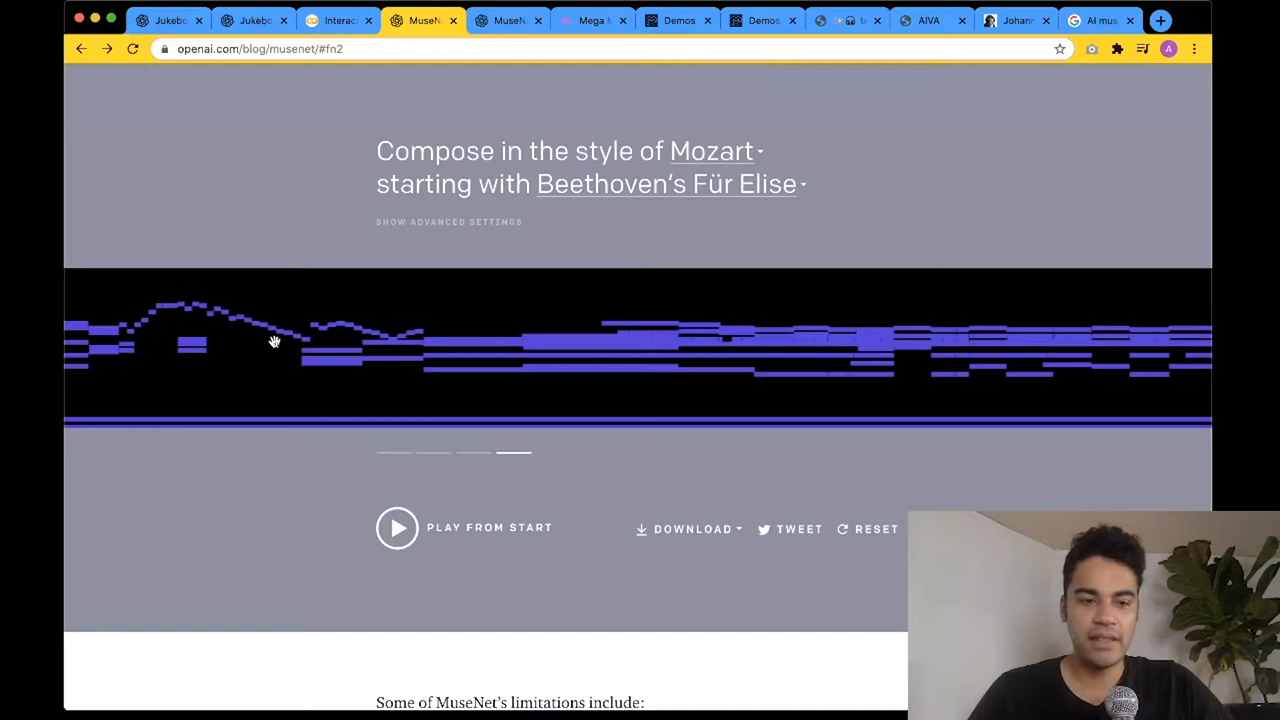 Jukebo
Jukebo
Interac
MuseN
MuseN
Mega M
Demos
Demos
AIVA
Johann
AI mus
openai.com/blog/musenet/#fn2
A
Compose in the style of Mozart
starting with Beethoven's Für Elise
SHOW ADVANCED SETTINGS
PLAY FROM START
DOWNLOAD
TWEET
RESET
Some of MuseNet's limitations include: